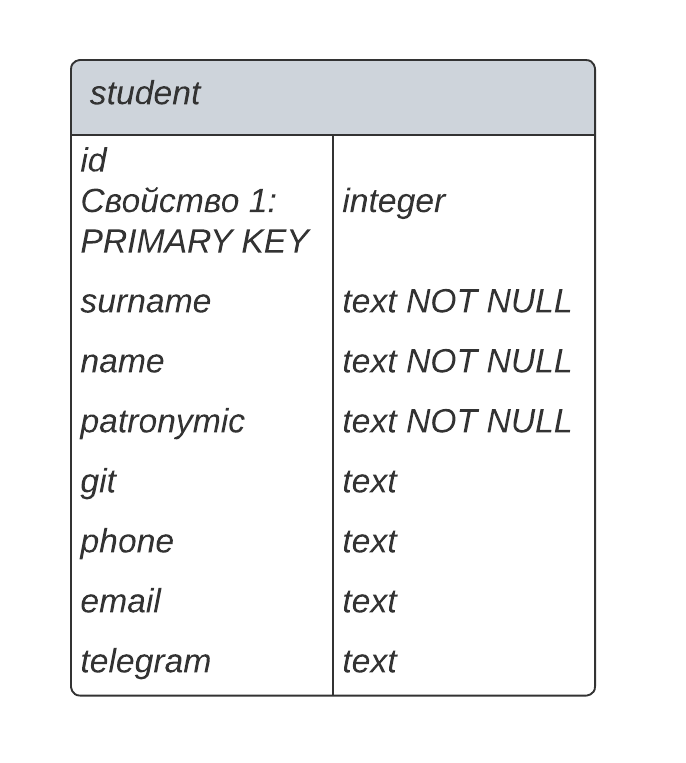 student
id
Свойство 1:
PRIMARY KEY
integer
surname
text NOT NULL
name
text NOT NULL
patronymic
text NOT NULL
git
text
phone
text
email
text
telegram
text